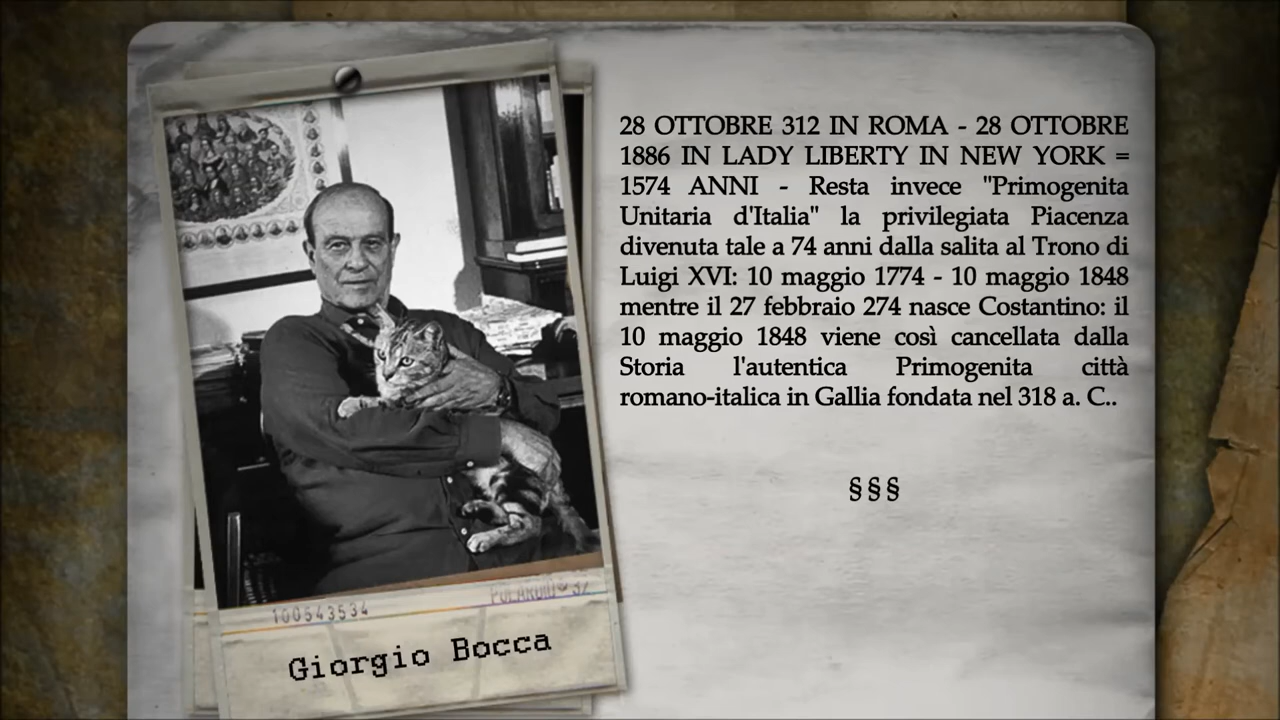 28 OTTOBRE 312 IN ROMA - 28 OTTOBRE
1886 IN LADY LIBERTY IN NEW YORK =
1574 ANNI - Resta invece "Primogenita
Unitaria d'Italia" la privilegiata Piacenza
divenuta tale a 74 anni dalla salita al Trono di
Luigi XVI: 10 maggio 1774 - 10 maggio 1848
mentre il 27 febbraio 274 nasce Costantino: il
10 maggio 1848 viene così cancellata dalla
Storia l'autentica Primogenita città
romano-italica in Gallia fondata nel 318 a. C..
§§§
100543534
Giorgio Bocca